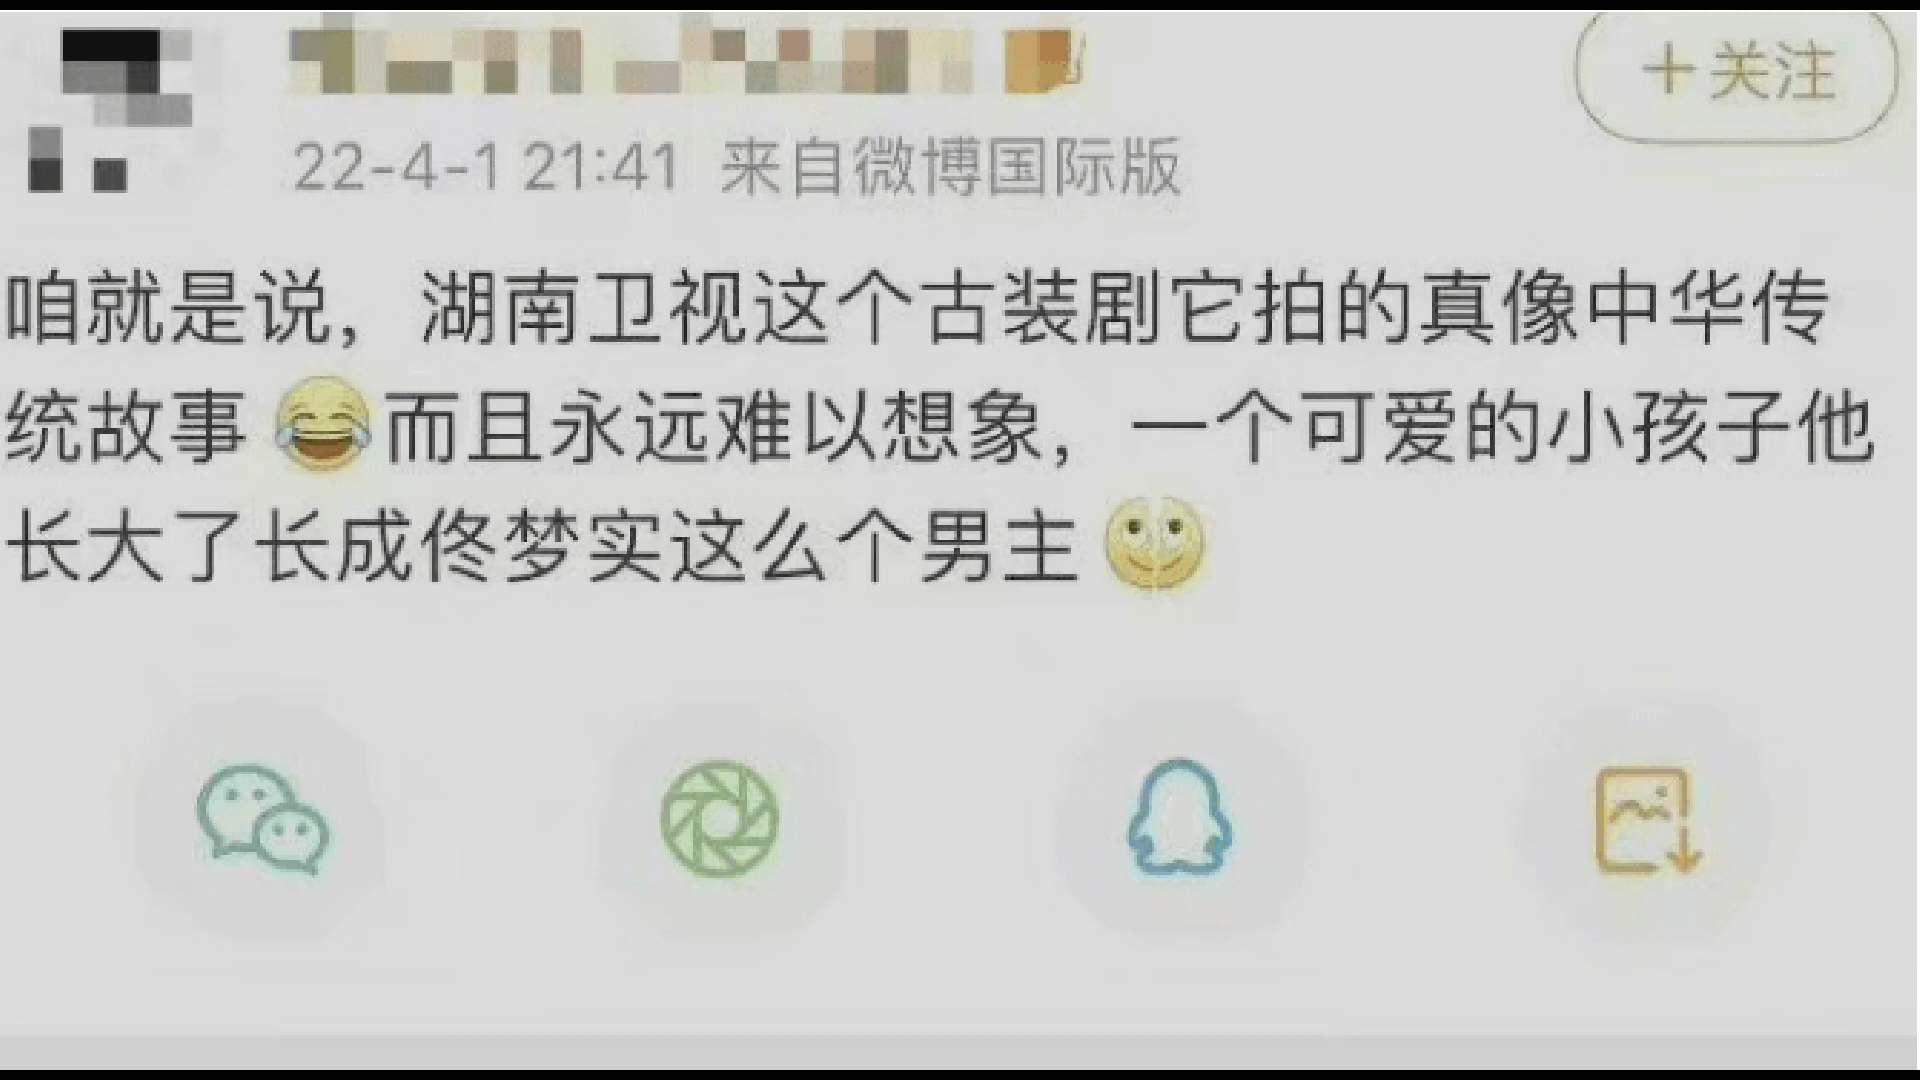 +关注
22-4-1 21:41 来自微博国际版
咱就是说，湖南卫视这个古装剧它拍的真像中华传
统故事😂而且永远难以想象，一个可爱的小孩子他
长大了长成佟梦实这么个男主